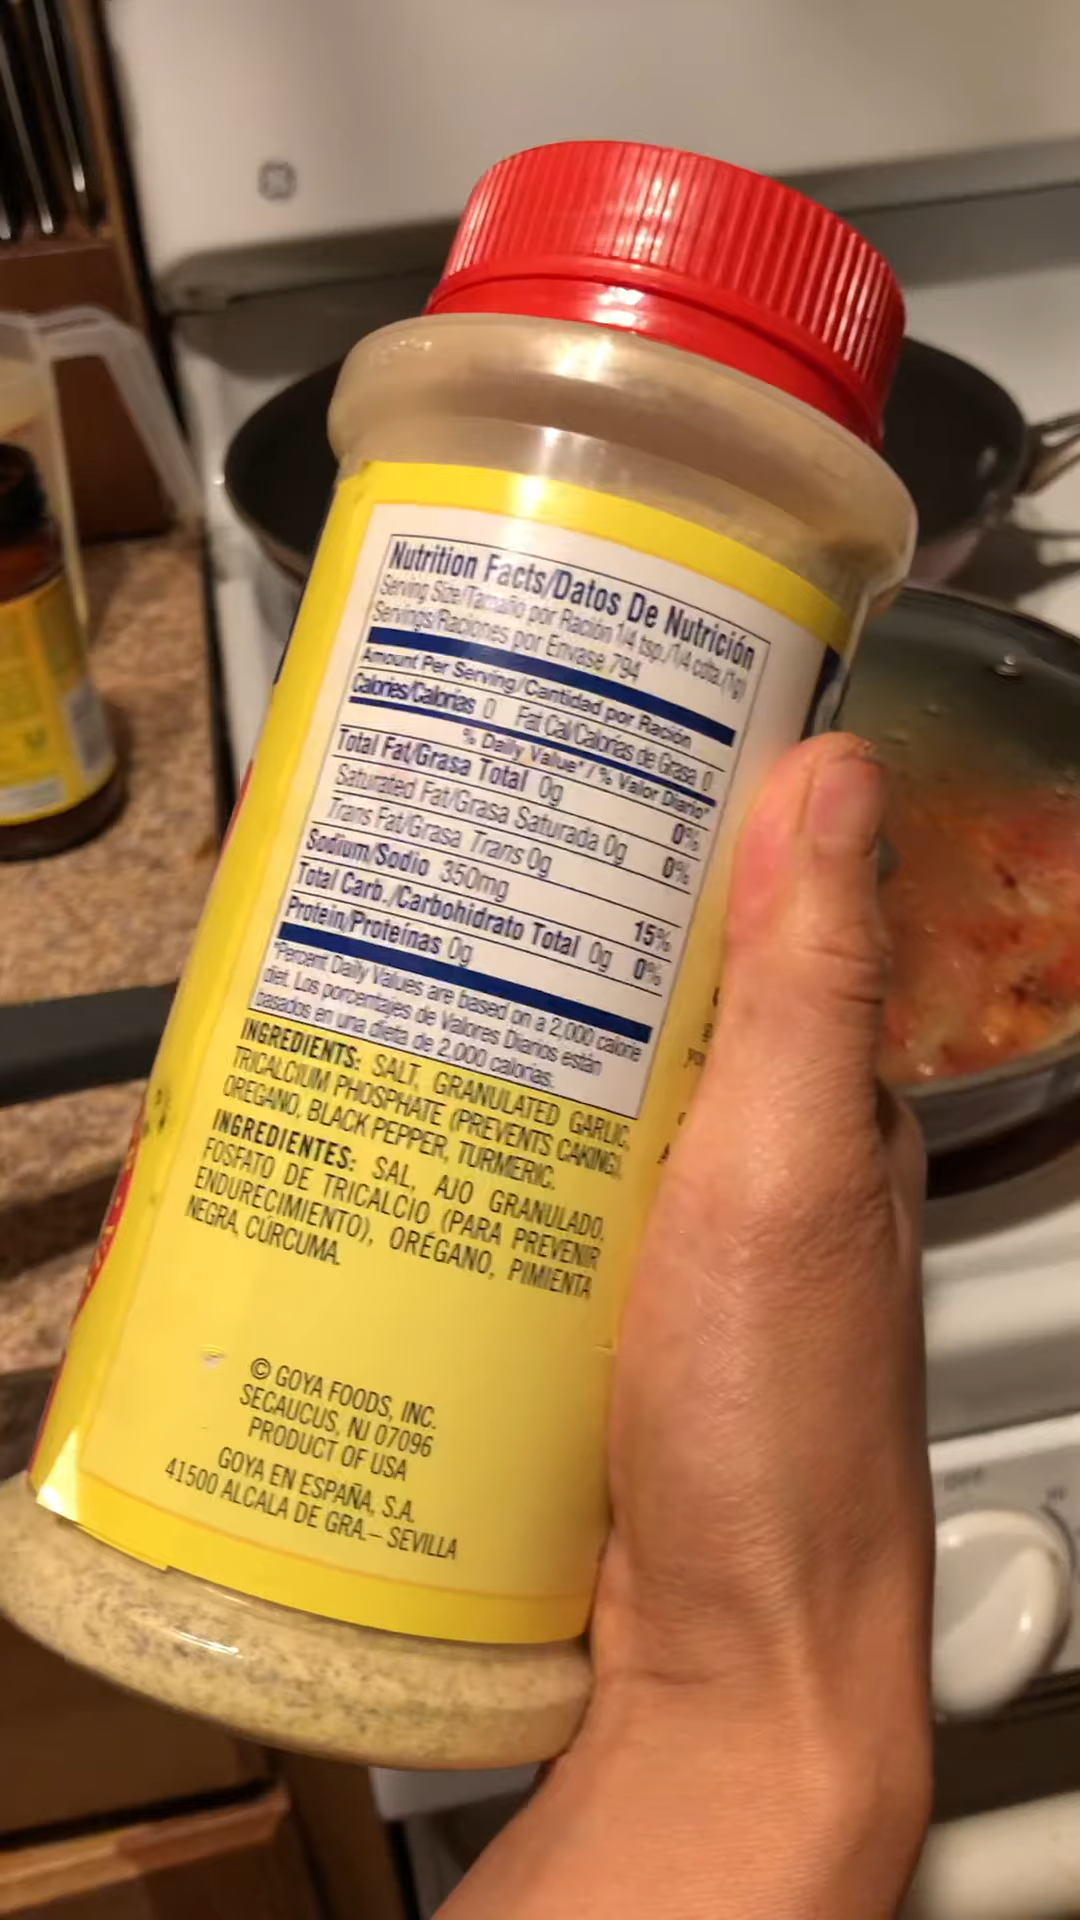 Nutrition Facts/Datos De Nutrición
Serving Size/Tamaño por Ración 1/4 tsp./1/4 cdta.(1g)
Servings/Raciones por Envase 794
Amount Per Serving/Cantidad por Ración
Calories/Calorías 0 Fat Cal/Calorías de Grasa 0
% Daily Value*/% Valor Diario*
Total Fat/Grasa Total 0g 0%
Saturated Fat/Grasa Saturada 0g 0%
Trans Fat/Grasa Trans 0g
Sodium/Sodio 350mg 15%
Total Carb./Carbohidrato Total 0g 0%
Protein/Proteínas 0g
*Percent Daily Values are based on a 2,000 calorie
diet. Los porcentajes de Valores Diarios están
basados en una dieta de 2,000 calorías.
INGREDIENTS: SALT, GRANULATED GARLIC,
TRICALCIUM PHOSPHATE (PREVENTS CAKING),
OREGANO, BLACK PEPPER, TURMERIC.
INGREDIENTES: SAL, AJO GRANULADO,
FOSFATO DE TRICALCIO (PARA PREVENIR
ENDURECIMIENTO), ORÉGANO, PIMIENTA
NEGRA, CÚRCUMA.
© GOYA FOODS, INC.
SECAUCUS, NJ 07096
PRODUCT OF USA
GOYA EN ESPAÑA, S.A.
41500 ALCALA DE GRA.– SEVILLA